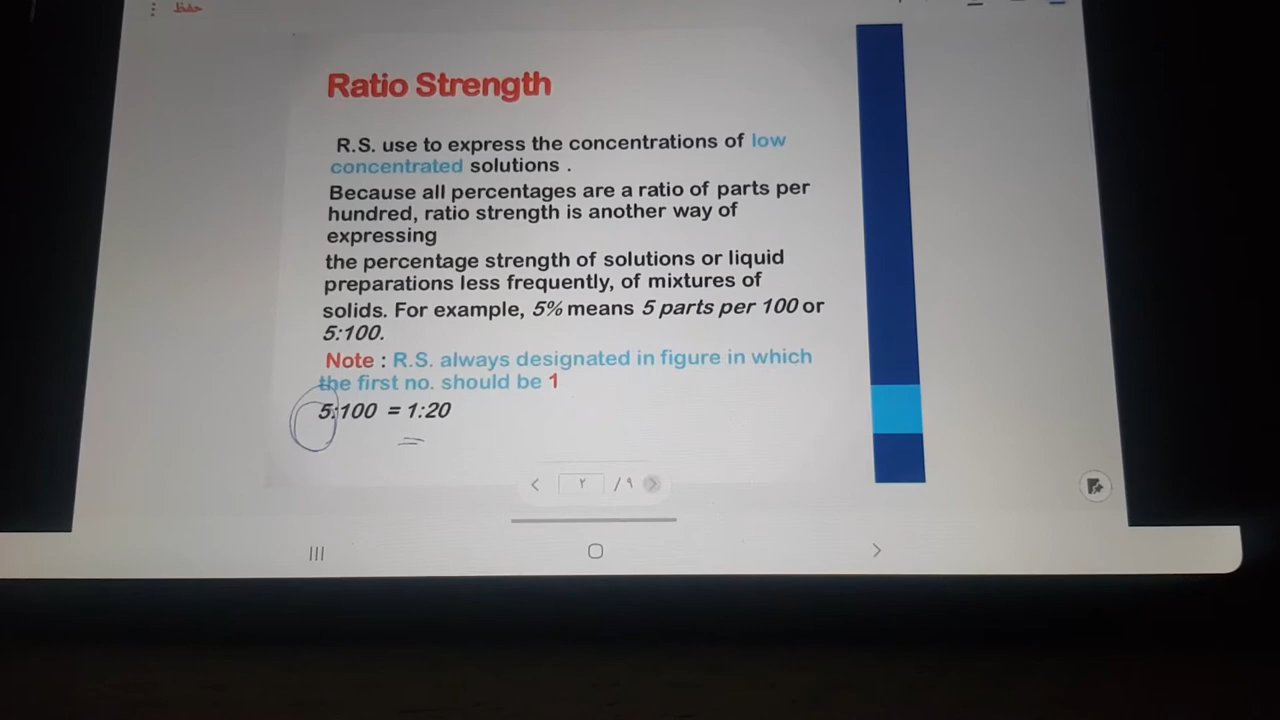 حفظ
Ratio Strength
R.S. use to express the concentrations of low
concentrated solutions .
Because all percentages are a ratio of parts per
hundred, ratio strength is another way of
expressing
the percentage strength of solutions or liquid
preparations less frequently, of mixtures of
solids. For example, 5% means 5 parts per 100 or
5:100.
Note : R.S. always designated in figure in which
the first no. should be 1
5:100 = 1:20
٢ / ٩